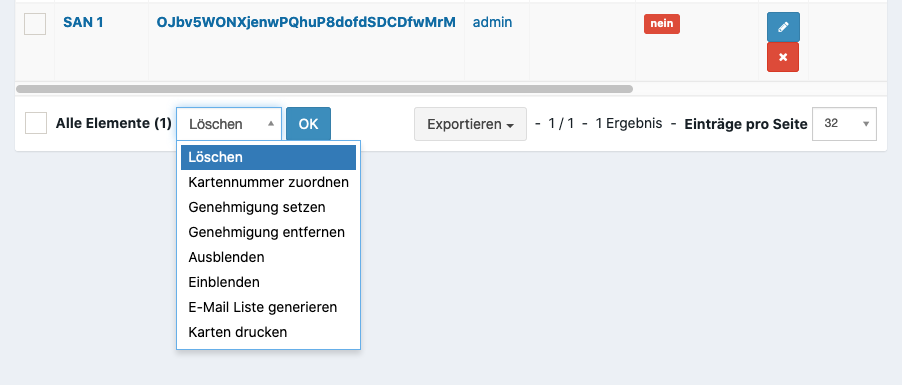 SAN 1 OJbv5WONXjenwPQhuP8dofdSDCDfwMrM admin nein
Alle Elemente (1) Löschen OK Exportieren - 1 / 1 - 1 Ergebnis - Einträge pro Seite 32
Löschen
Kartennummer zuordnen
Genehmigung setzen
Genehmigung entfernen
Ausblenden
Einblenden
E-Mail Liste generieren
Karten drucken